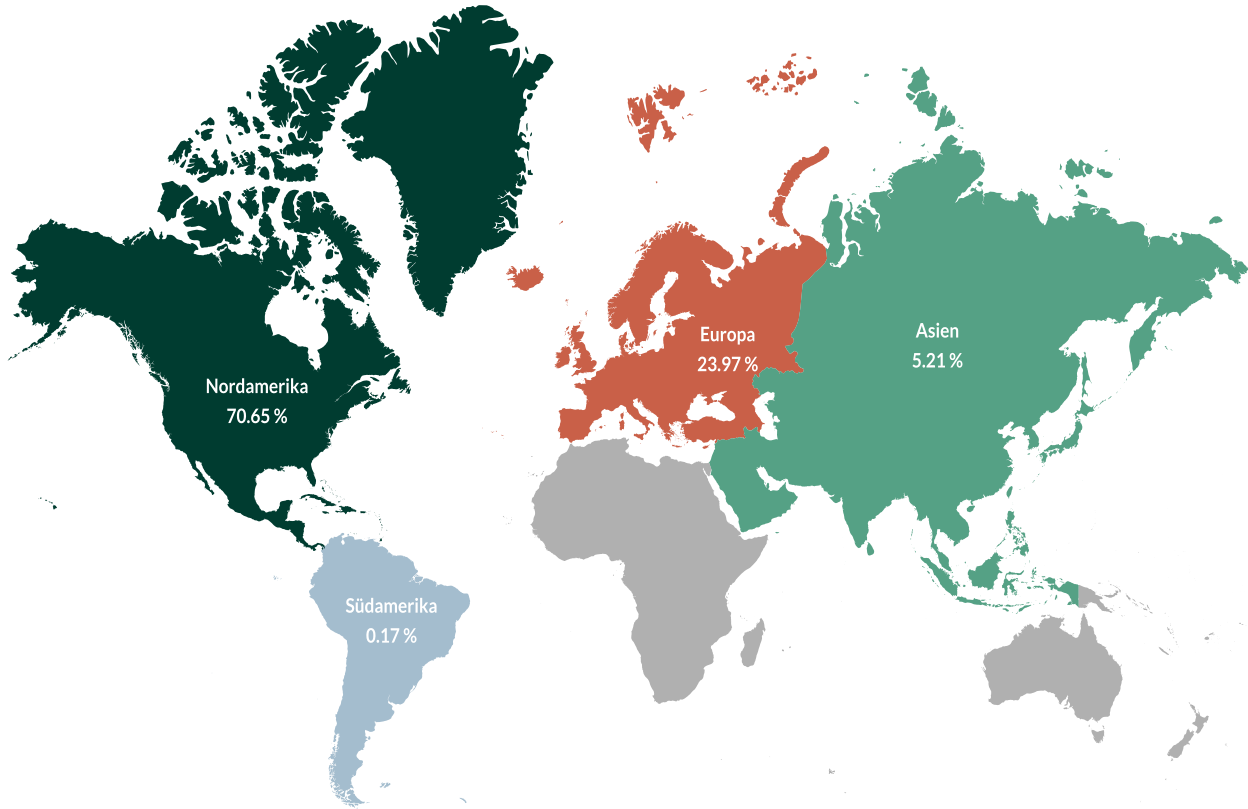 Nordamerika
70.65 %
Europa
23.97 %
Asien
5.21 %
Südamerika
0.17 %